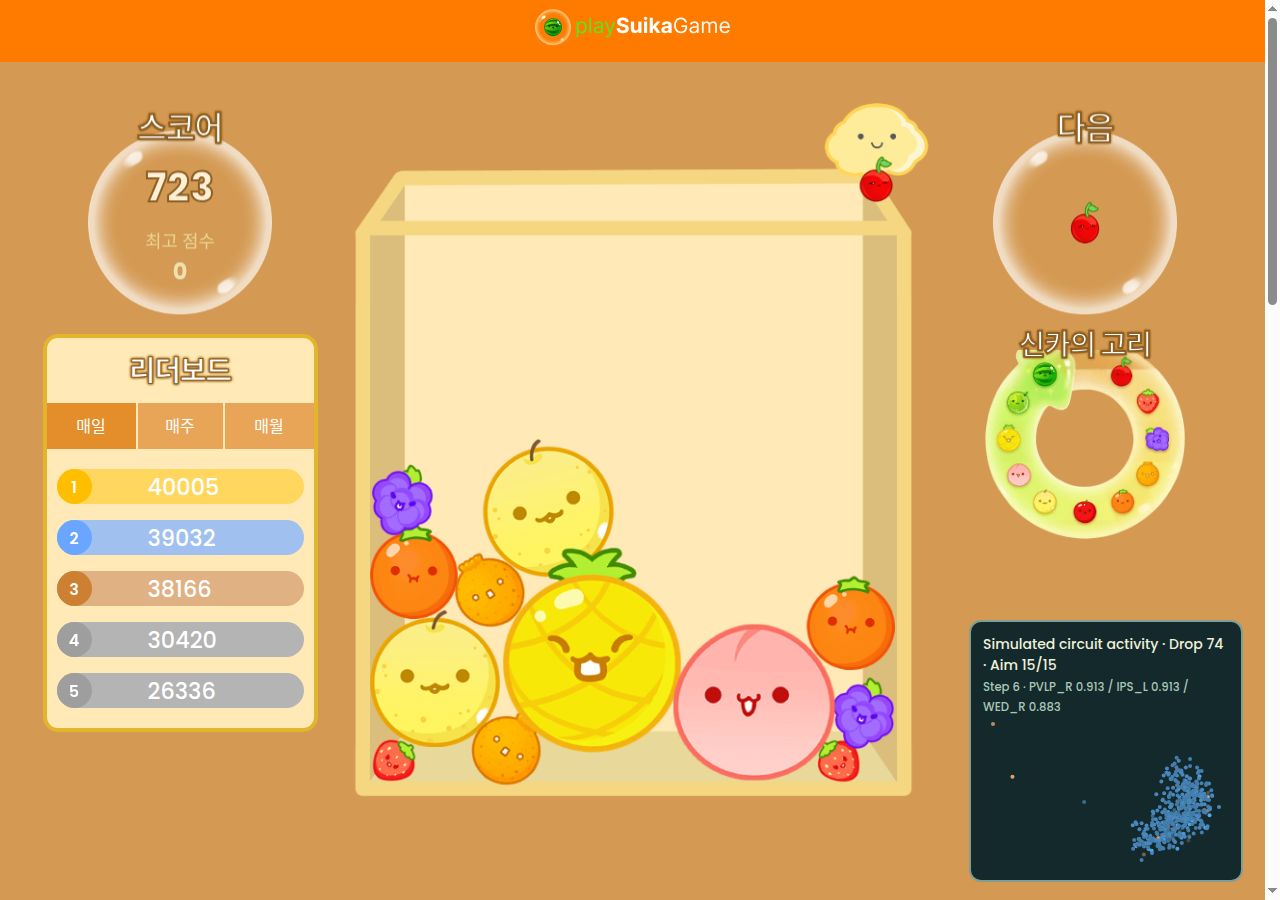 playSuikaGame
스코어
723
최고 점수
0
다음
리더보드
매일 매주 매월
1 40005
2 39032
3 38166
4 30420
5 26336
신카의 고리
Simulated circuit activity · Drop 74
· Aim 15/15
Step 6 · PVLP_R 0.913 / IPS_L 0.913 /
WED_R 0.883